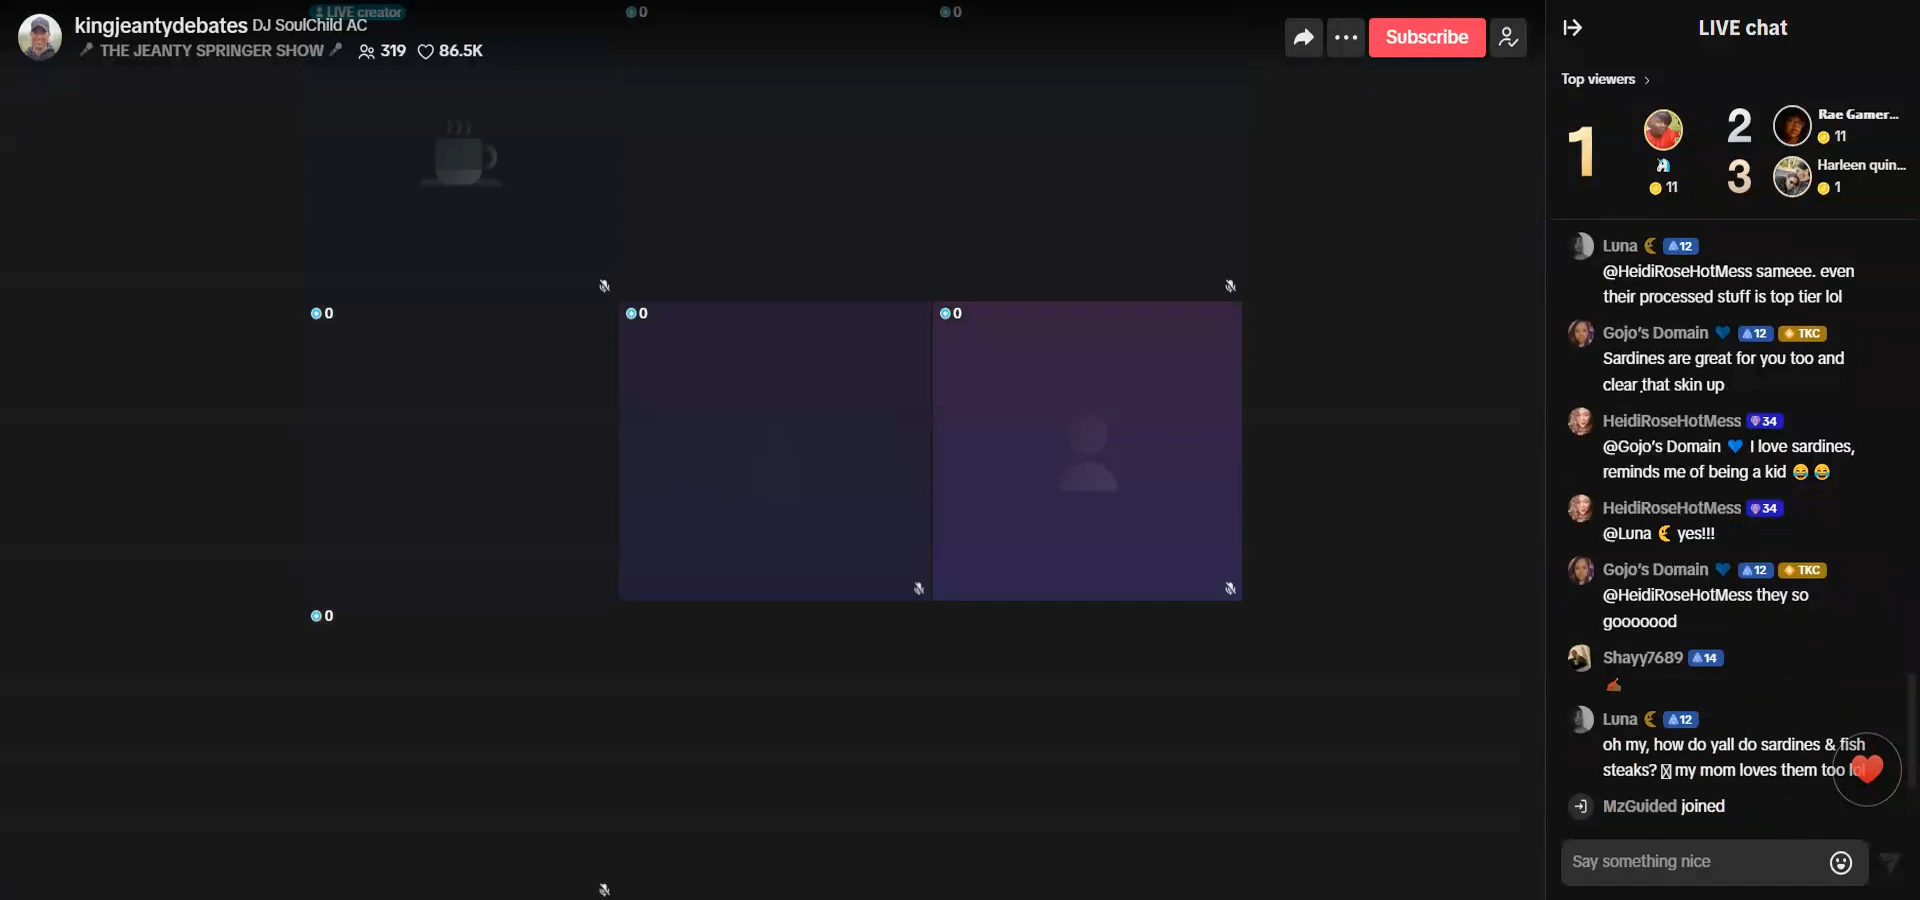 LIVE creator
0
0
kingjeantydebates DJ SoulChild AC
THE JEANTY SPRINGER SHOW 319 86.5K
Subscribe
0
0
0
0
LIVE chat
Top viewers >
1
11
2
Rae Gamer...
11
3
Harleen quin...
1
Luna 12
@HeidiRoseHotMess sameee. even
their processed stuff is top tier lol
Gojo's Domain 💙 12 TKC
Sardines are great for you too and
clear that skin up
HeidiRoseHotMess 34
@Gojo's Domain 💙 I love sardines,
reminds me of being a kid 😂 😂
HeidiRoseHotMess 34
@Luna yes!!!
Gojo's Domain 💙 12 TKC
@HeidiRoseHotMess they so
gooooood
Shayy7689 14
Luna 12
oh my, how do yall do sardines & fish
steaks? my mom loves them too lol
MzGuided joined
Say something nice